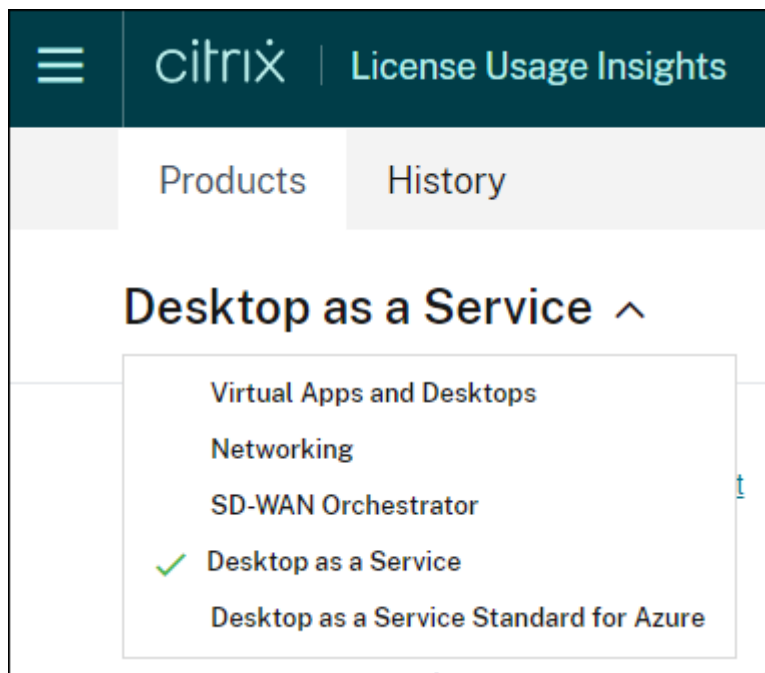 citrix | License Usage Insights
Products History
Desktop as a Service
Virtual Apps and Desktops
Networking
SD-WAN Orchestrator
Desktop as a Service
Desktop as a Service Standard for Azure
t